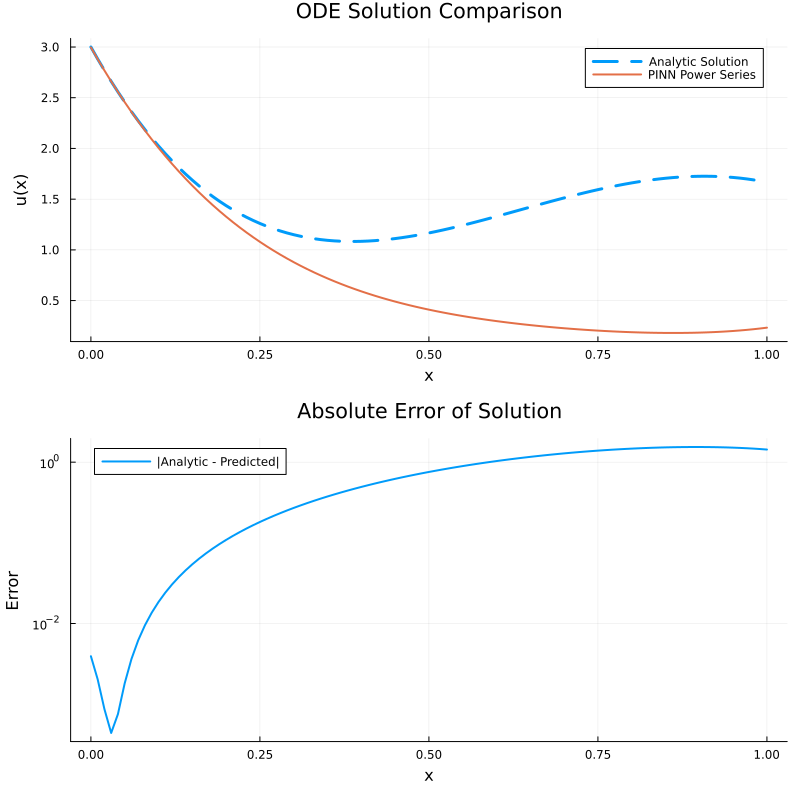 ODE Solution Comparison
3.0
2.5
2.0
1.5
1.0
0.5
u(x)
Analytic Solution
PINN Power Series
0.00 0.25 0.50 0.75 1.00
x
Absolute Error of Solution
|Analytic - Predicted|
10⁰
10⁻²
Error
0.00 0.25 0.50 0.75 1.00
x